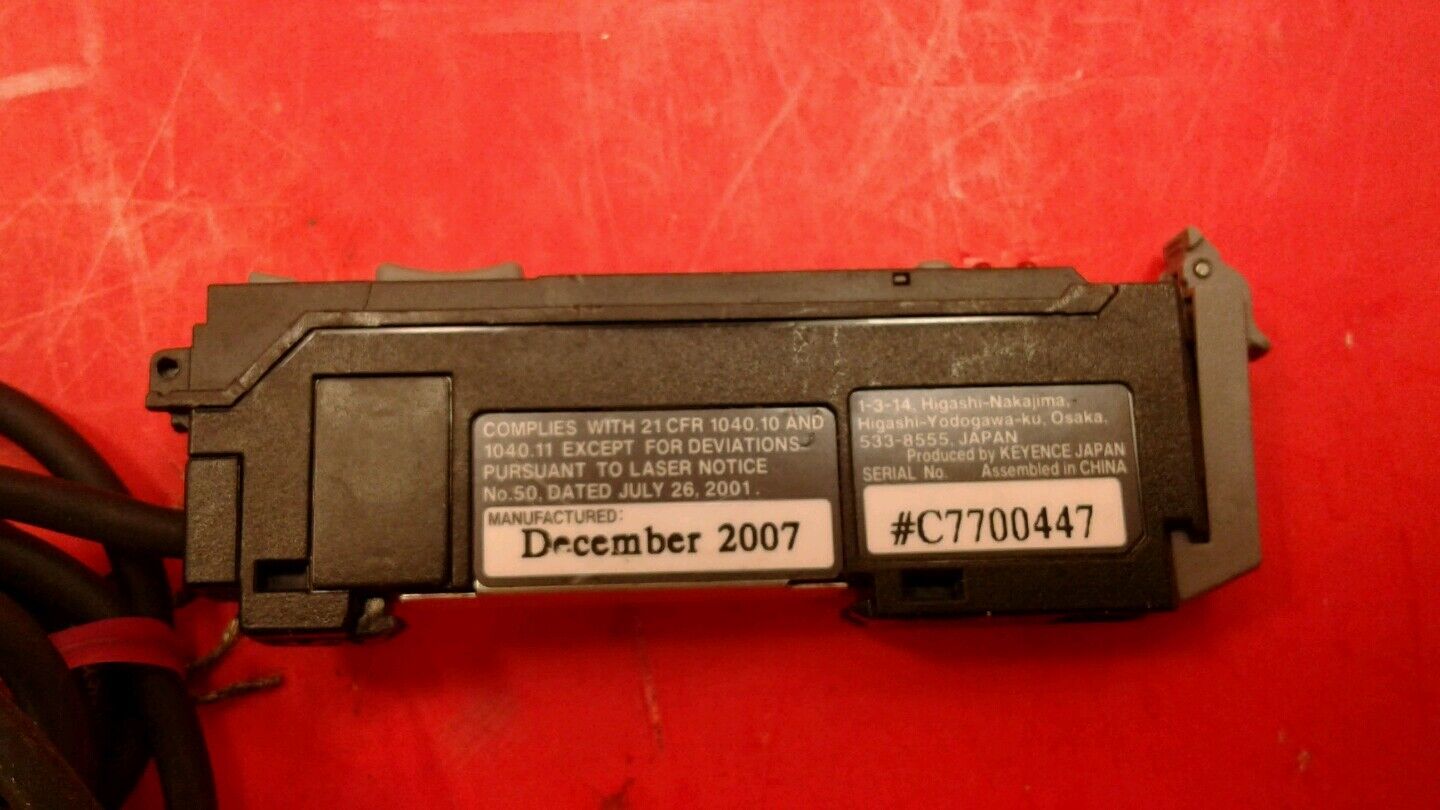 COMPLIES WITH 21 CFR 1040.10 AND
1040.11 EXCEPT FOR DEVIATIONS
PURSUANT TO LASER NOTICE
No.50, DATED JULY 26, 2001.
MANUFACTURED:
December 2007
1-3-14, Higashi-Nakajima,
Higashi-Yodogawa-ku, Osaka,
533-8555, JAPAN
Produced by KEYENCE JAPAN
SERIAL No. Assembled in CHINA
#C7700447